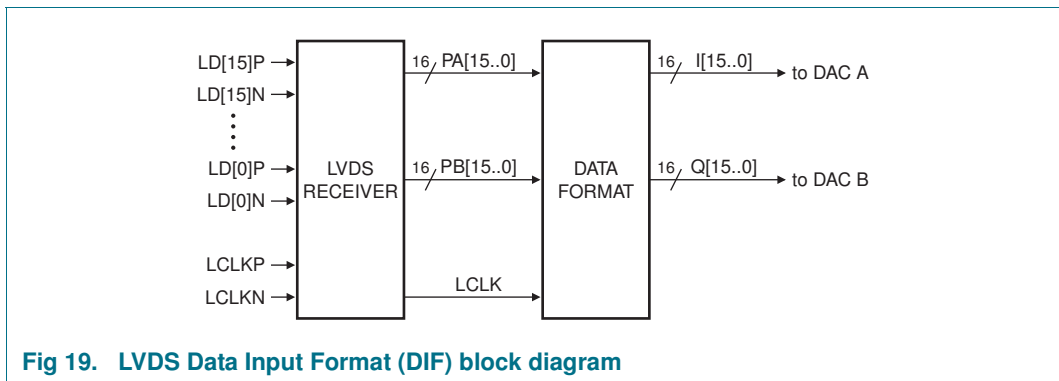 LD[15]P
LD[15]N
LD[0]P
LD[0]N
LCLKP
LCLKN
LVDS
RECEIVER
16 PA[15..0]
16 PB[15..0]
LCLK
DATA
FORMAT
16 I[15..0]
to DAC A
16 Q[15..0]
to DAC B
Fig 19. LVDS Data Input Format (DIF) block diagram